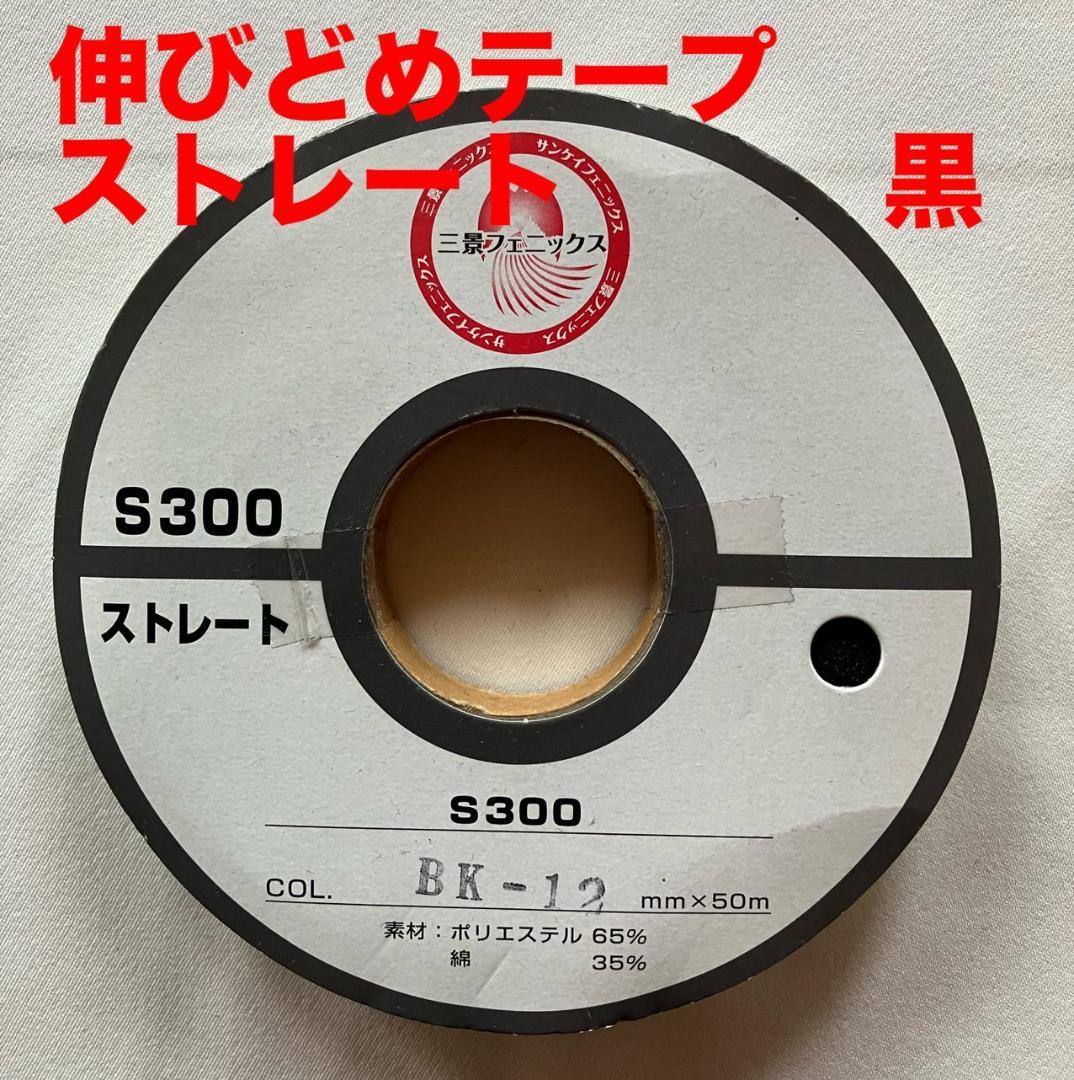 伸びどめテープ
ストレート 黒
三景フェニックス
サンケイフェニックス
三景フェニックス
サンケイフェニックス
三景フェニックス
S300
ストレート
S300
COL. BK-12 mm×50m
素材：ポリエステル 65%
綿 35%